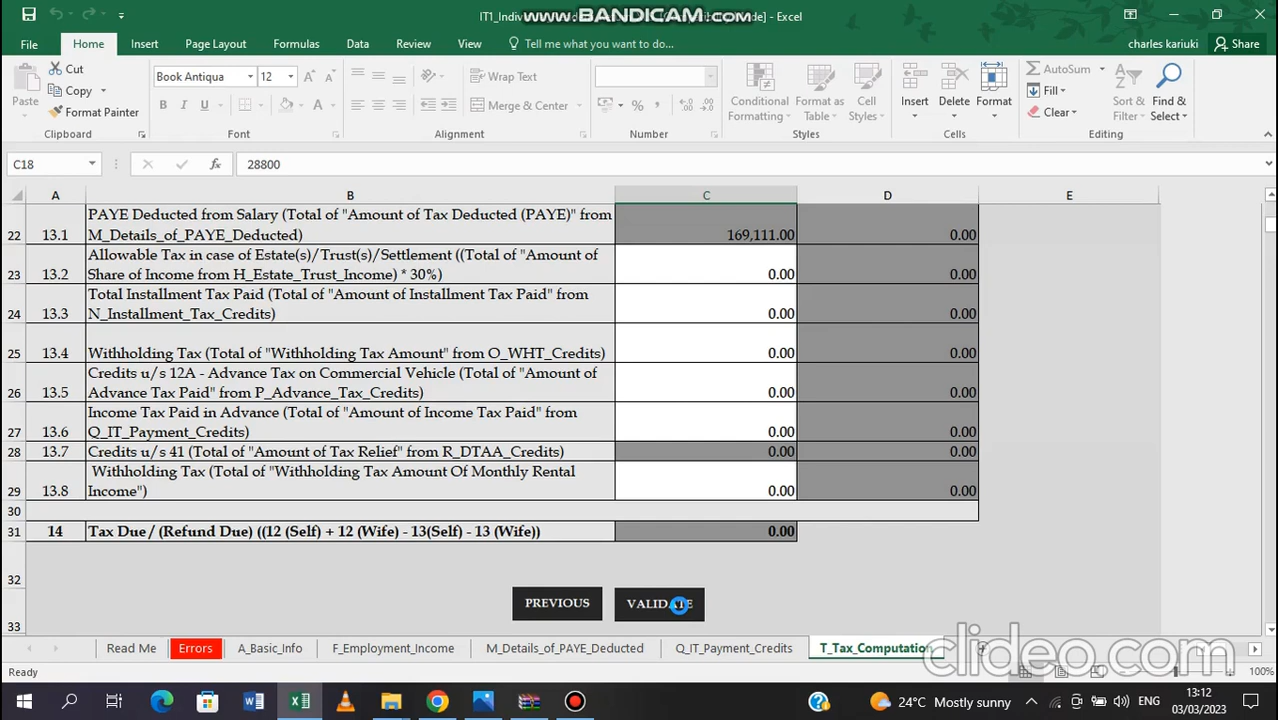 www.BANDICAM.com
- Excel
File
Home
Insert
Page Layout
Formulas
Data
Review
View
Tell me what you want to do...
charles kariuki
Share
Paste
Cut
Copy
Format Painter
Clipboard
Book Antiqua
12
B
I
U
Font
Wrap Text
Merge & Center
Alignment
Number
Conditional Formatting
Format as Table
Cell Styles
Styles
Insert
Delete
Format
Cells
AutoSum
Fill
Clear
Sort & Filter
Find & Select
Editing
C18
fx
28800
A B C D E
22 13.1 PAYE Deducted from Salary (Total of "Amount of Tax Deducted (PAYE)" from
M_Details_of_PAYE_Deducted) 169,111.00 0.00
23 13.2 Allowable Tax in case of Estate(s)/Trust(s)/Settlement ((Total of "Amount of
Share of Income from H_Estate_Trust_Income) * 30%) 0.00 0.00
24 13.3 Total Installment Tax Paid (Total of "Amount of Installment Tax Paid" from
N_Installment_Tax_Credits) 0.00 0.00
25 13.4 Withholding Tax (Total of "Withholding Tax Amount" from O_WHT_Credits) 0.00 0.00
26 13.5 Credits u/s 12A - Advance Tax on Commercial Vehicle (Total of "Amount of
Advance Tax Paid" from P_Advance_Tax_Credits) 0.00 0.00
27 13.6 Income Tax Paid in Advance (Total of "Amount of Income Tax Paid" from
Q_IT_Payment_Credits) 0.00 0.00
28 13.7 Credits u/s 41 (Total of "Amount of Tax Relief" from R_DTAA_Credits) 0.00 0.00
29 13.8 Withholding Tax (Total of "Withholding Tax Amount Of Monthly Rental
Income") 0.00 0.00
30
31 14 Tax Due / (Refund Due) ((12 (Self) + 12 (Wife) - 13(Self) - 13 (Wife)) 0.00
32
33
PREVIOUS
VALIDATE
Read Me
Errors
A_Basic_Info
F_Employment_Income
M_Details_of_PAYE_Deducted
Q_IT_Payment_Credits
T_Tax_Computation
clideo.com
Ready
100%
24°C Mostly sunny
ENG
13:12
03/03/2023